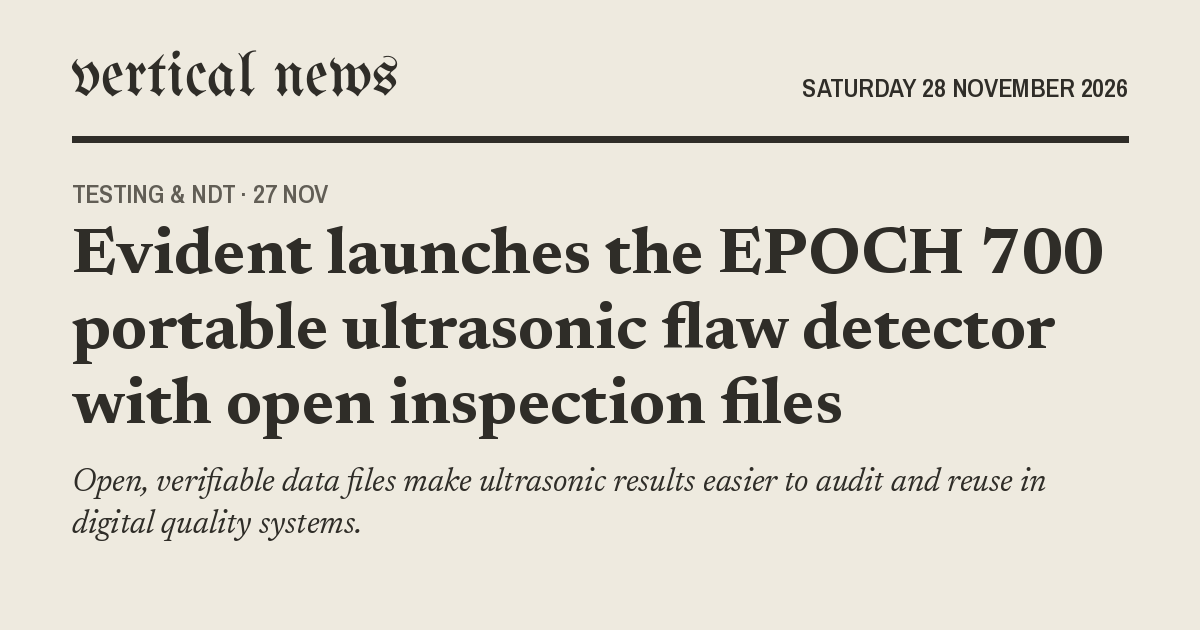 vertical news
SATURDAY 28 NOVEMBER 2026
TESTING & NDT · 27 NOV
Evident launches the EPOCH 700
portable ultrasonic flaw detector
with open inspection files
Open, verifiable data files make ultrasonic results easier to audit and reuse in
digital quality systems.